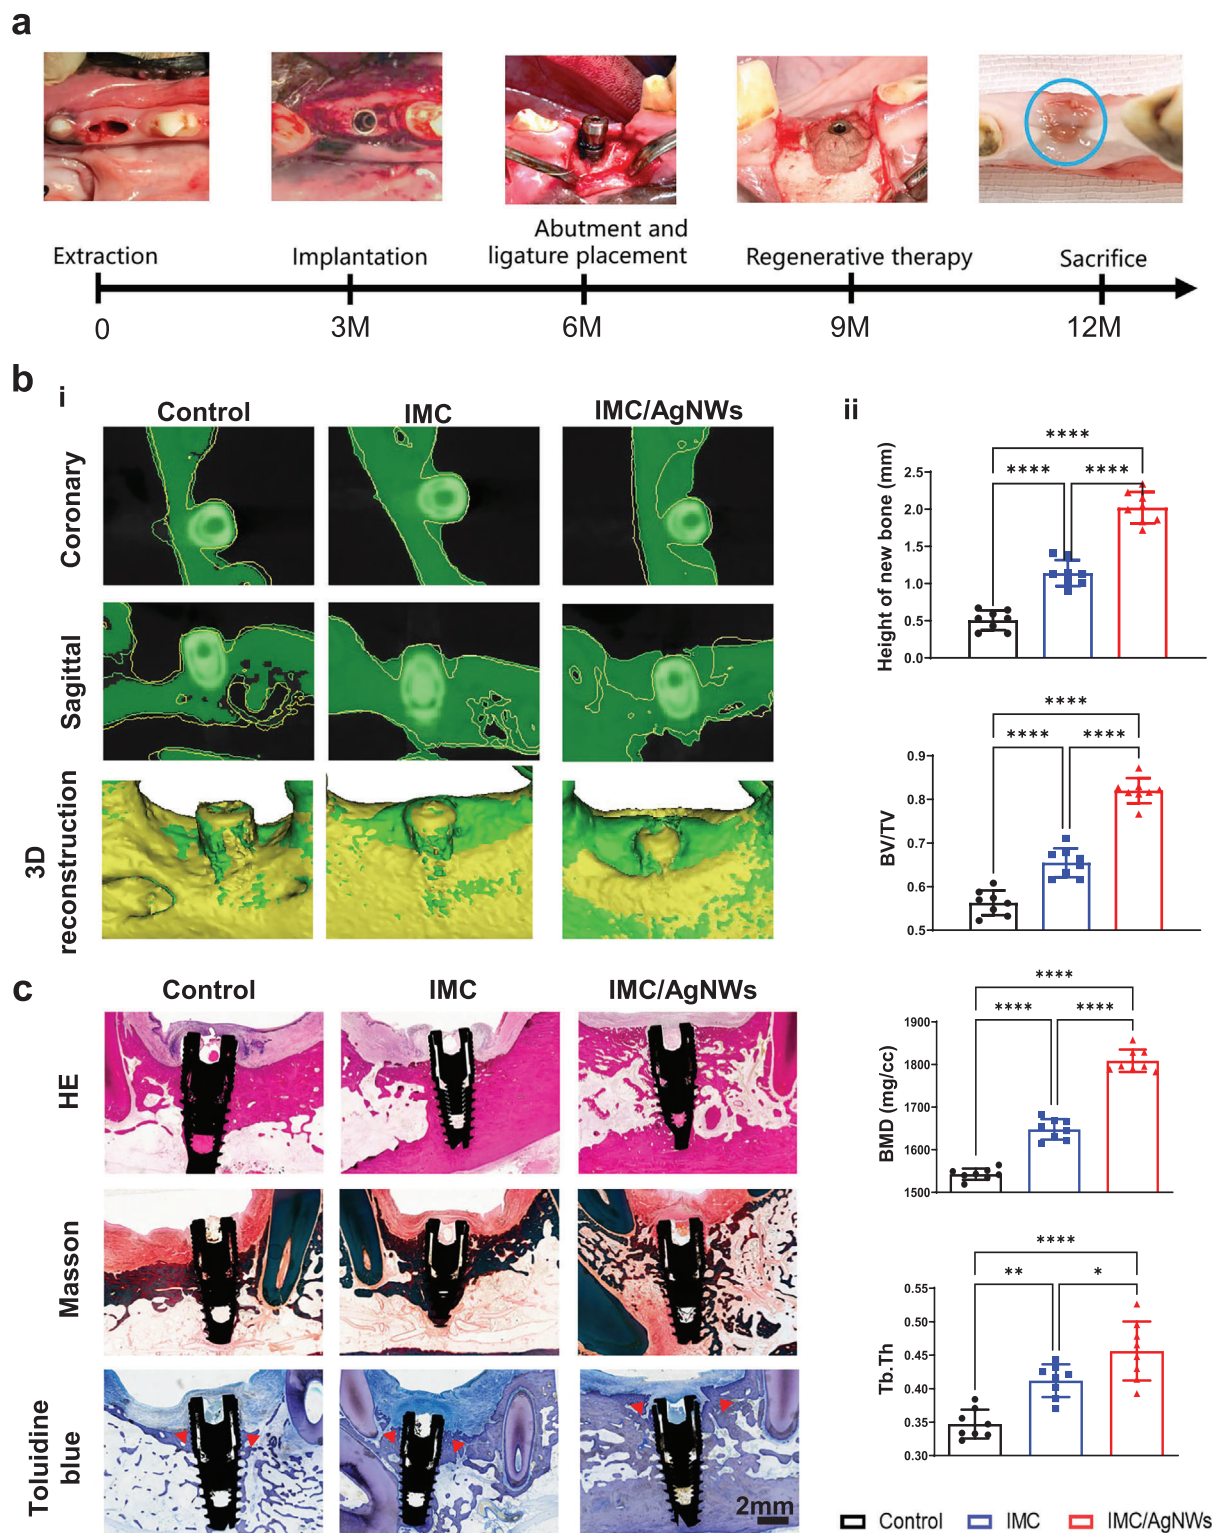 a
Extraction
Implantation
Abutment and
ligature placement
Regenerative therapy
Sacrifice
0
3M
6M
9M
12M
b
i
Control
IMC
IMC/AgNWs
Coronary
Sagittal
3D
reconstruction
ii
****
**** ****
Height of new bone (mm)
2.5
2.0
1.5
1.0
0.5
0.0
****
**** ****
BV/TV
0.9
0.8
0.7
0.6
0.5
****
**** ****
BMD (mg/cc)
1900
1800
1700
1600
1500
****
** *
Tb.Th
0.55
0.50
0.45
0.40
0.35
0.30
Control
IMC
IMC/AgNWs
c
Control
IMC
IMC/AgNWs
HE
Masson
Toluidine
blue
2mm